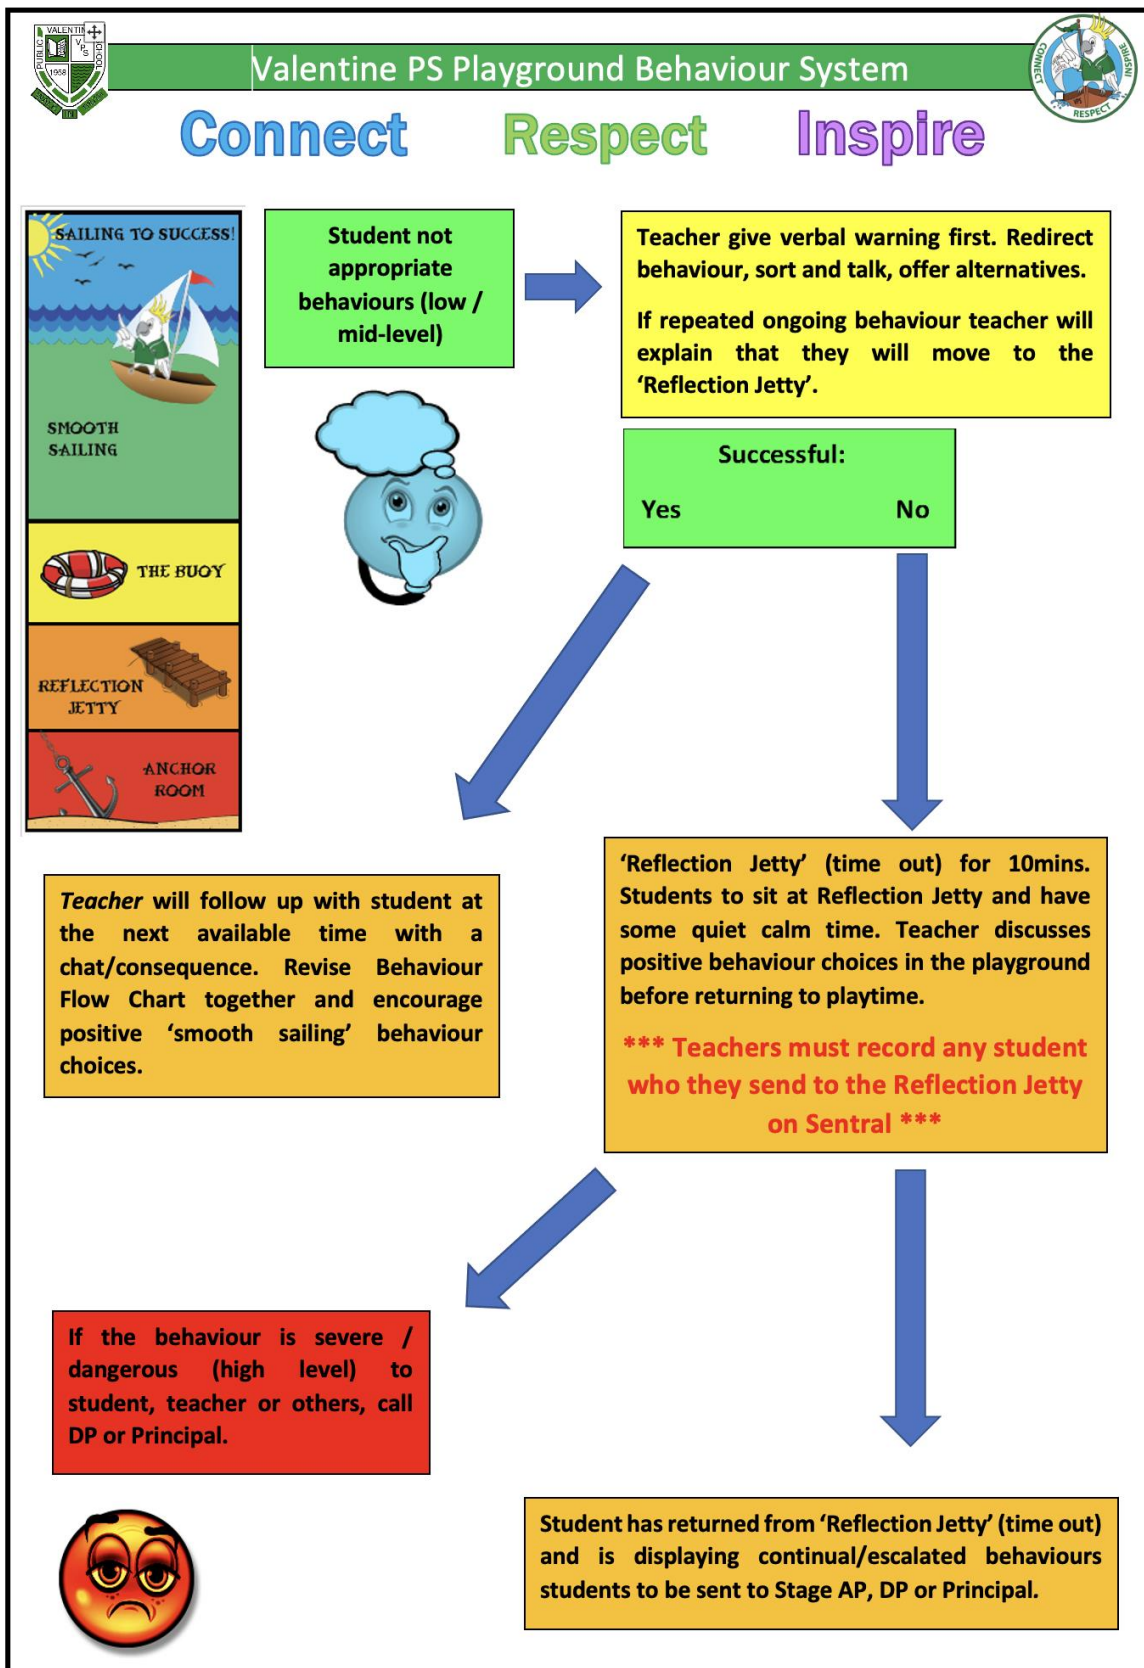 VALENTINE
PUBLIC
SCHOOL
V
P
S
1958
Valentine PS Playground Behaviour System
CONNECT
INSPIRE
RESPECT
Connect Respect Inspire
SAILING TO SUCCESS!
SMOOTH
SAILING
THE BUOY
REFLECTION
JETTY
ANCHOR
ROOM
Student not
appropriate
behaviours (low /
mid-level)
Teacher give verbal warning first. Redirect
behaviour, sort and talk, offer alternatives.
If repeated ongoing behaviour teacher will
explain that they will move to the
‘Reflection Jetty’.
Successful:
Yes No
Teacher will follow up with student at
the next available time with a
chat/consequence. Revise Behaviour
Flow Chart together and encourage
positive ‘smooth sailing’ behaviour
choices.
‘Reflection Jetty’ (time out) for 10mins.
Students to sit at Reflection Jetty and have
some quiet calm time. Teacher discusses
positive behaviour choices in the playground
before returning to playtime.
*** Teachers must record any student
who they send to the Reflection Jetty
on Sentral ***
If the behaviour is severe /
dangerous (high level) to
student, teacher or others, call
DP or Principal.
Student has returned from ‘Reflection Jetty’ (time out)
and is displaying continual/escalated behaviours
students to be sent to Stage AP, DP or Principal.